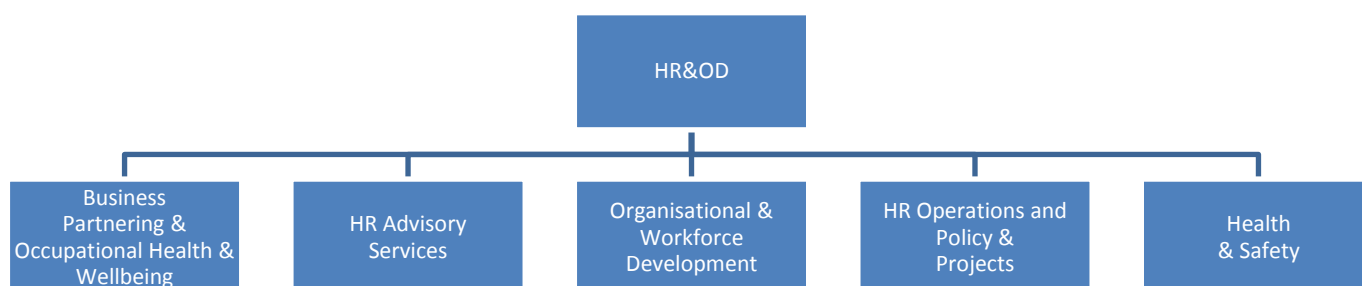 HR&OD
Business
Partnering &
Occupational Health &
Wellbeing
HR Advisory
Services
Organisational &
Workforce
Development
HR Operations and
Policy &
Projects
Health
& Safety